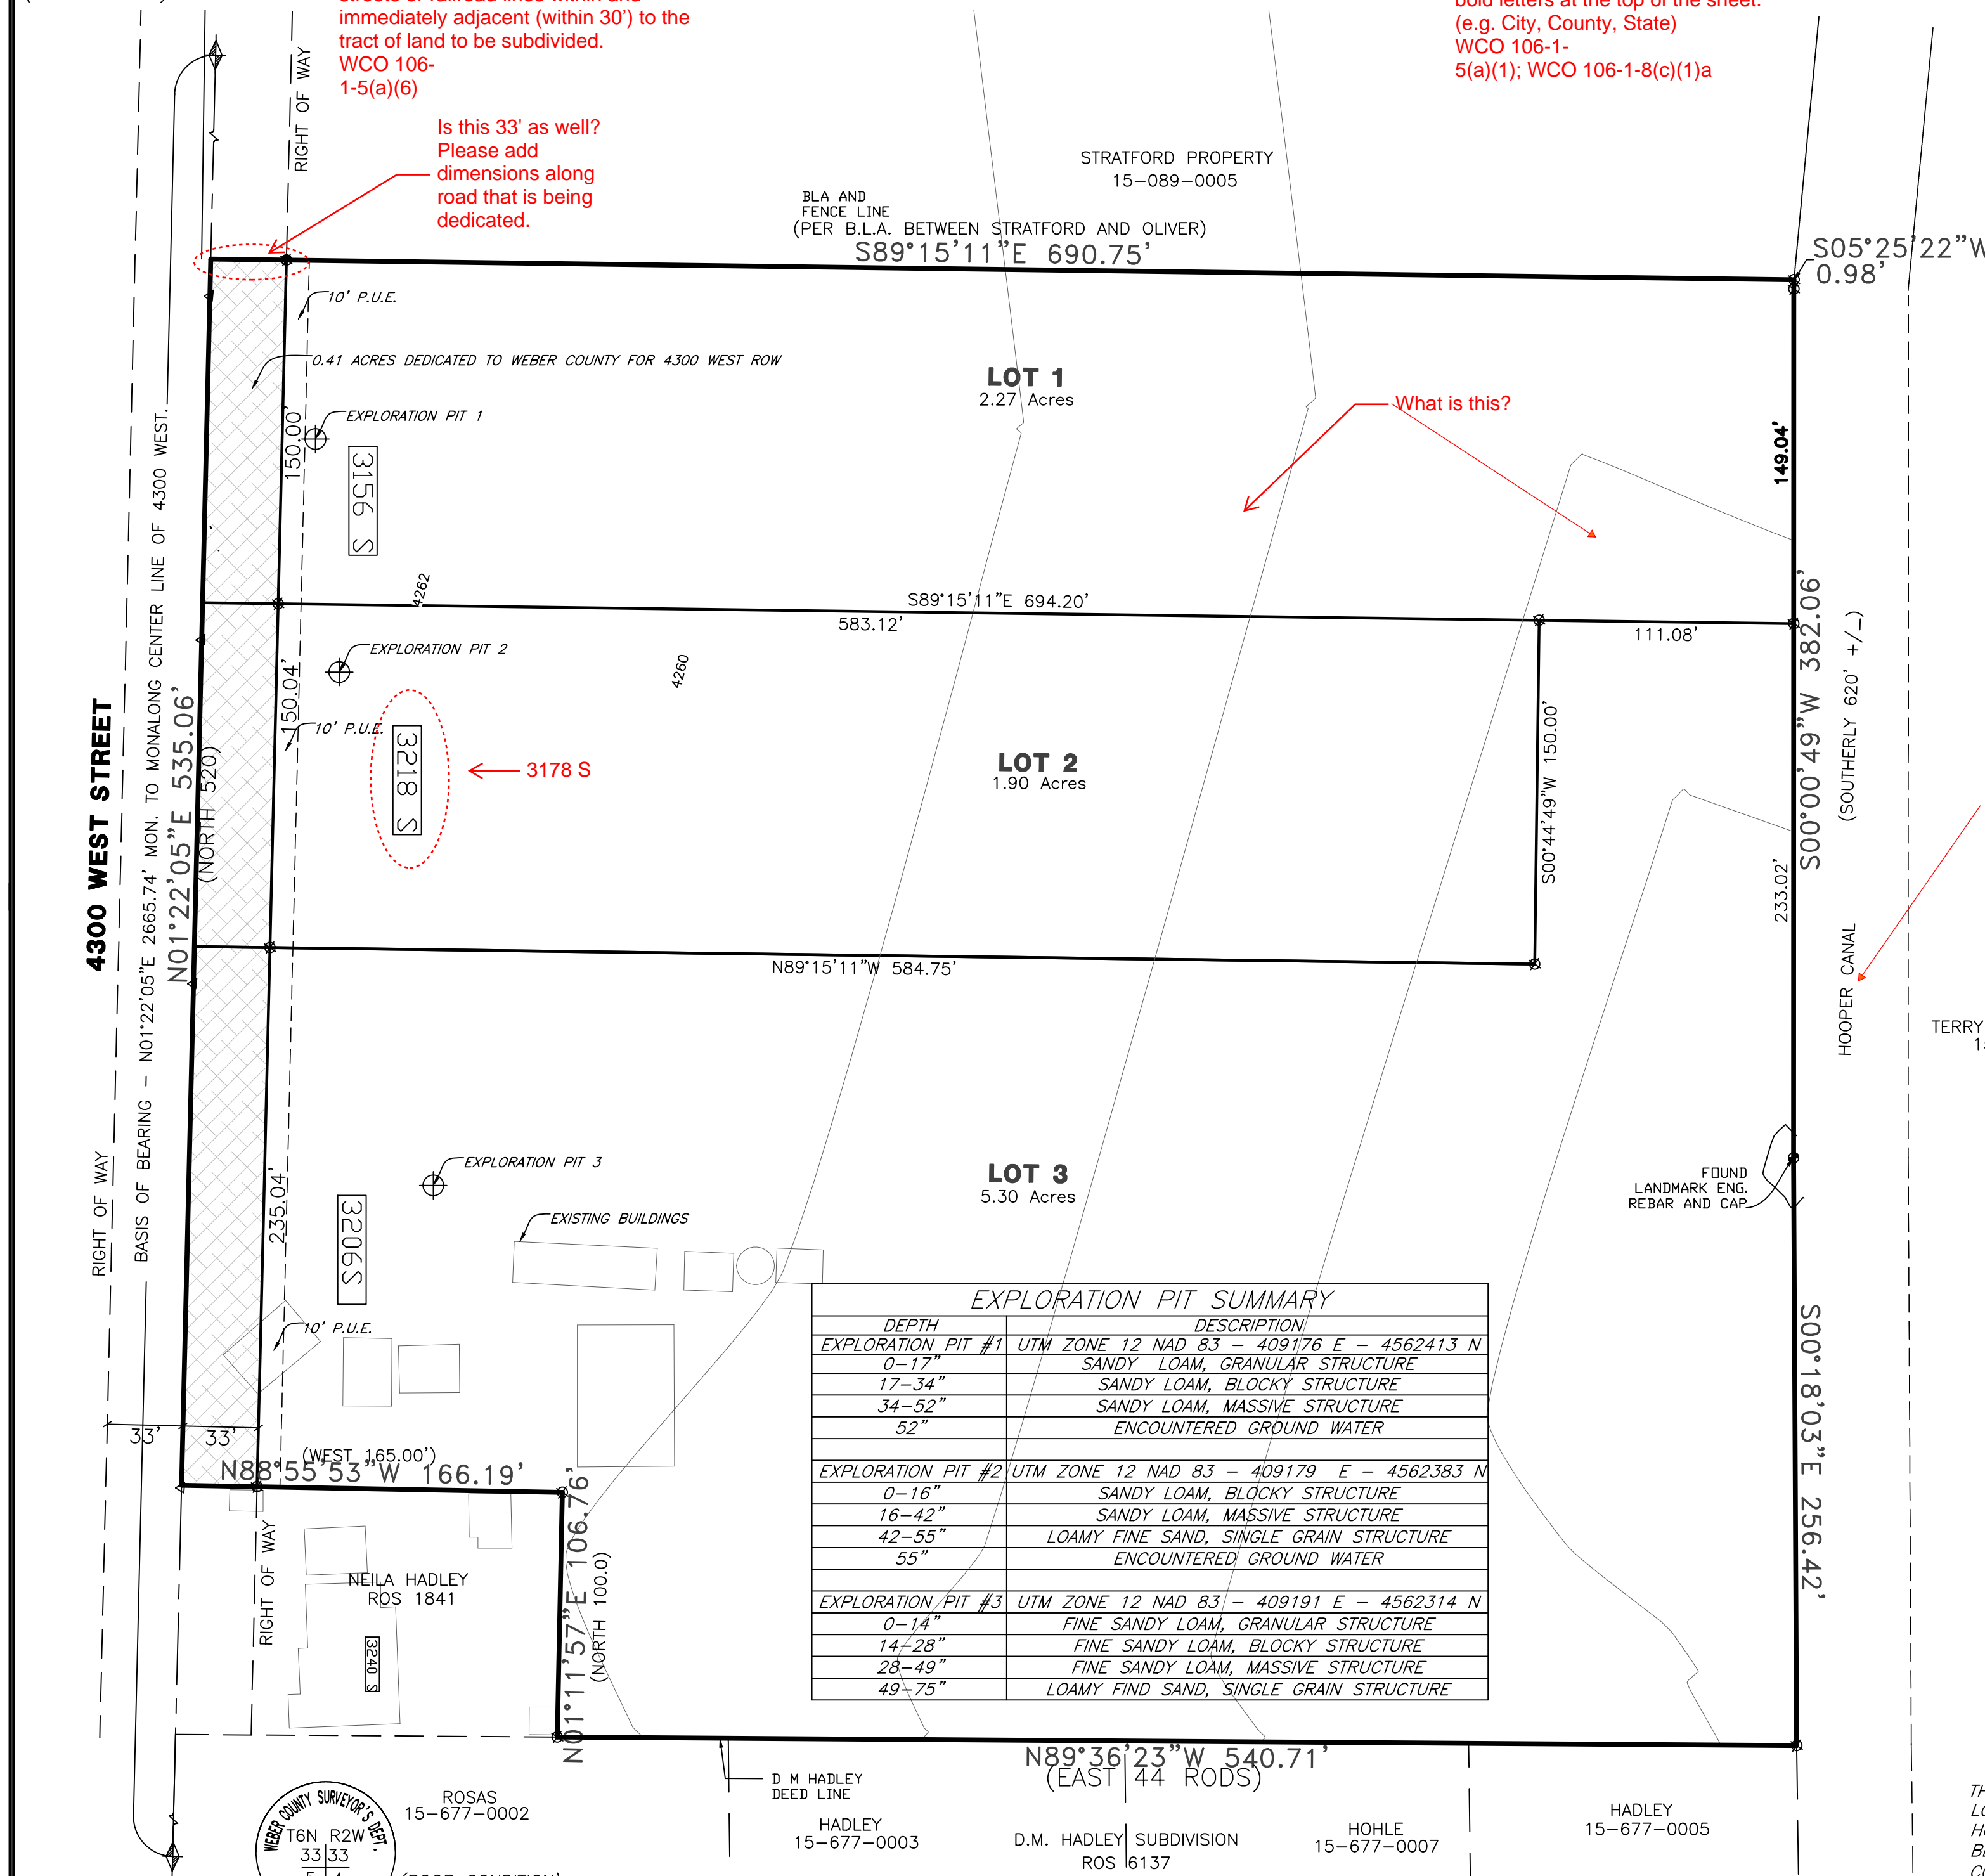 immediately adjacent (within 30') to the
tract of land to be subdivided.
WCO 106-
1-5(a)(6)
bold letters at the top of the sheet.
(e.g. City, County, State)
WCO 106-1-
5(a)(1); WCO 106-1-8(c)(1)a
RIGHT OF WAY
Is this 33' as well?
Please add
dimensions along
road that is being
dedicated.
STRATFORD PROPERTY
15-089-0005
BLA AND
FENCE LINE
(PER B.L.A. BETWEEN STRATFORD AND OLIVER)
S89°15'11"E 690.75'
S05°25'22"W
0.98'
10' P.U.E.
0.41 ACRES DEDICATED TO WEBER COUNTY FOR 4300 WEST ROW
LOT 1
2.27 Acres
What is this?
EXPLORATION PIT 1
150.00'
3156 S
149.04'
4262
S89°15'11"E 694.20'
583.12'
111.08'
EXPLORATION PIT 2
4260
150.04'
10' P.U.E.
3218 S
3178 S
LOT 2
1.90 Acres
S00°44'49"W 150.00'
S00°00'49"W 382.06'
(SOUTHERLY 620' +/-)
233.02'
4300 WEST STREET
BASIS OF BEARING - N01°22'05"E 2665.74' MON. TO MONALONG CENTER LINE OF 4300 WEST.
N01°22'05"E 535.06'
(NORTH 520)
N89°15'11"W 584.75'
HOOPER CANAL
TERRY
RIGHT OF WAY
EXPLORATION PIT 3
LOT 3
5.30 Acres
FOUND
LANDMARK ENG.
REBAR AND CAP
235.04'
3206S
EXISTING BUILDINGS
10' P.U.E.
EXPLORATION PIT SUMMARY
DEPTH DESCRIPTION
EXPLORATION PIT #1 UTM ZONE 12 NAD 83 - 409176 E - 4562413 N
0-17" SANDY LOAM, GRANULAR STRUCTURE
17-34" SANDY LOAM, BLOCKY STRUCTURE
34-52" SANDY LOAM, MASSIVE STRUCTURE
52" ENCOUNTERED GROUND WATER
EXPLORATION PIT #2 UTM ZONE 12 NAD 83 - 409179 E - 4562383 N
0-16" SANDY LOAM, BLOCKY STRUCTURE
16-42" SANDY LOAM, MASSIVE STRUCTURE
42-55" LOAMY FINE SAND, SINGLE GRAIN STRUCTURE
55" ENCOUNTERED GROUND WATER
EXPLORATION PIT #3 UTM ZONE 12 NAD 83 - 409191 E - 4562314 N
0-14" FINE SANDY LOAM, GRANULAR STRUCTURE
14-28" FINE SANDY LOAM, BLOCKY STRUCTURE
28-49" FINE SANDY LOAM, MASSIVE STRUCTURE
49-75" LOAMY FIND SAND, SINGLE GRAIN STRUCTURE
S00°18'03"E 256.42'
33' 33'
(WEST 165.00')
N88°55'53"W 166.19'
N01°11'57"E 106.76'
(NORTH 100.0)
RIGHT OF WAY
NEILA HADLEY
ROS 1841
3240 S
N89°36'23"W 540.71'
(EAST 44 RODS)
D M HADLEY
DEED LINE
WEBER COUNTY SURVEYOR'S DEPT.
T6N R2W
33 33
ROSAS
15-677-0002
HADLEY
15-677-0003
D.M. HADLEY SUBDIVISION
ROS 6137
HOHLE
15-677-0007
HADLEY
15-677-0005